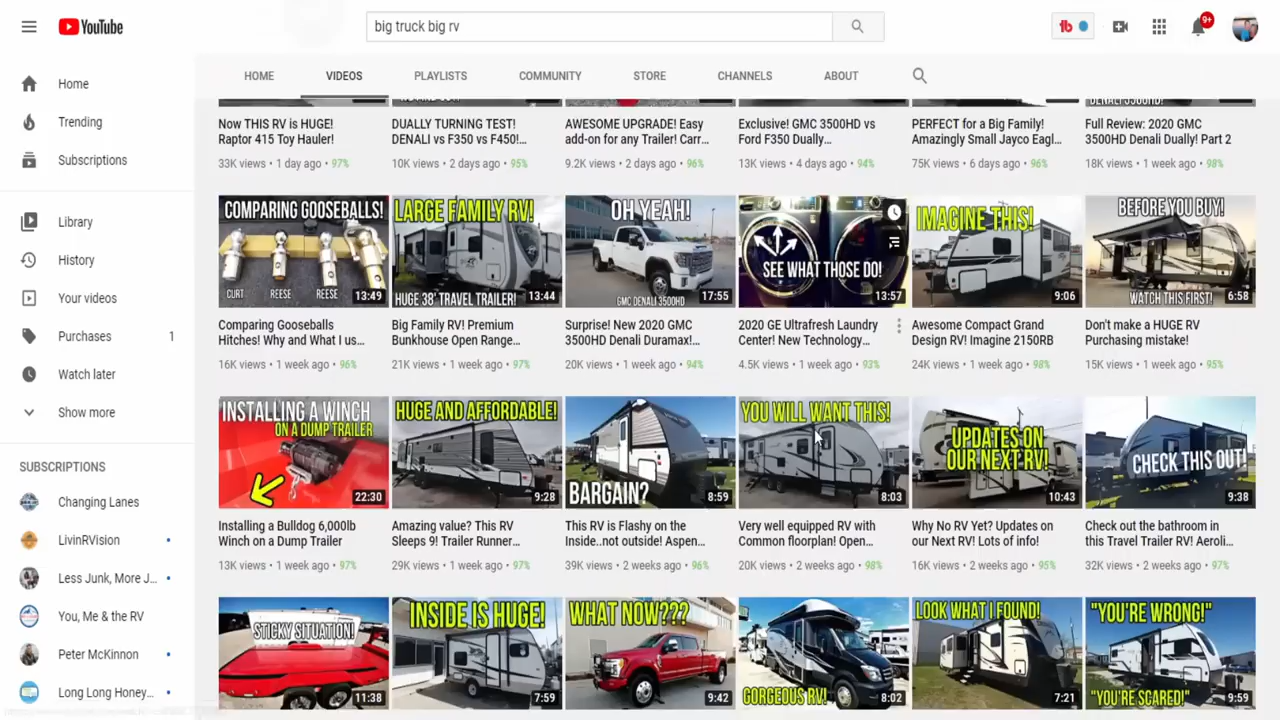 YouTube
big truck big rv
tb
9+
Home
Trending
Subscriptions
Library
History
Your videos
Purchases 1
Watch later
Show more
SUBSCRIPTIONS
Changing Lanes
LivinRVision
Less Junk, More J...
You, Me & the RV
Peter McKinnon
Long Long Honey...
HOME VIDEOS PLAYLISTS COMMUNITY STORE CHANNELS ABOUT
Now THIS RV is HUGE!
Raptor 415 Toy Hauler!
33K views • 1 day ago • 97%
DUALLY TURNING TEST!
DENALI vs F350 vs F450!...
10K views • 2 days ago • 95%
AWESOME UPGRADE! Easy
add-on for any Trailer! Carr...
9.2K views • 2 days ago • 96%
Exclusive! GMC 3500HD vs
Ford F350 Dually...
13K views • 4 days ago • 94%
PERFECT for a Big Family!
Amazingly Small Jayco Eagl...
75K views • 6 days ago • 96%
DENALI 3500HD!
Full Review: 2020 GMC
3500HD Denali Dually! Part 2
18K views • 1 week ago • 98%
COMPARING GOOSEBALLS!
CURT REESE REESE
13:49
Comparing Gooseballs
Hitches! Why and What I us...
16K views • 1 week ago • 96%
LARGE FAMILY RV!
HUGE 38' TRAVEL TRAILER!
13:44
Big Family RV! Premium
Bunkhouse Open Range...
21K views • 1 week ago • 97%
OH YEAH!
GMC DENALI 3500HD
17:55
Surprise! New 2020 GMC
3500HD Denali Duramax!...
20K views • 1 week ago • 94%
SEE WHAT THOSE DO!
13:57
2020 GE Ultrafresh Laundry
Center! New Technology...
4.5K views • 1 week ago • 93%
IMAGINE THIS!
9:06
Awesome Compact Grand
Design RV! Imagine 2150RB
24K views • 1 week ago • 98%
BEFORE YOU BUY!
WATCH THIS FIRST!
6:58
Don't make a HUGE RV
Purchasing mistake!
15K views • 1 week ago • 95%
INSTALLING A WINCH
ON A DUMP TRAILER
22:30
Installing a Bulldog 6,000lb
Winch on a Dump Trailer
13K views • 1 week ago • 97%
HUGE AND AFFORDABLE!
9:28
Amazing value? This RV
Sleeps 9! Trailer Runner...
29K views • 1 week ago • 97%
BARGAIN?
8:59
This RV is Flashy on the
Inside..not outside! Aspen...
39K views • 2 weeks ago • 96%
YOU WILL WANT THIS!
8:03
Very well equipped RV with
Common floorplan! Open...
20K views • 2 weeks ago • 98%
UPDATES ON
OUR NEXT RV!
10:43
Why No RV Yet? Updates on
our Next RV! Lots of info!
16K views • 2 weeks ago • 95%
CHECK THIS OUT!
9:38
Check out the bathroom in
this Travel Trailer RV! Aeroli...
32K views • 2 weeks ago • 97%
STICKY SITUATION!
11:38
INSIDE IS HUGE!
7:59
WHAT NOW???
9:42
GORGEOUS RV!
8:02
LOOK WHAT I FOUND!
7:21
"YOU'RE WRONG!"
"YOU'RE SCARED!"
9:59